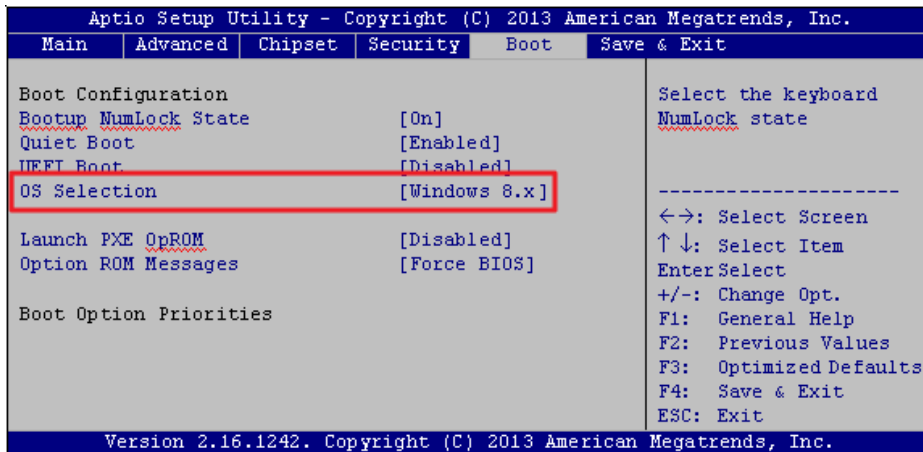 Aptio Setup Utility - Copyright (C) 2013 American Megatrends, Inc.
Main Advanced Chipset Security Boot Save & Exit
Boot Configuration
Bootup NumLock State [On]
Quiet Boot [Enabled]
UEFI Boot [Disabled]
OS Selection [Windows 8.x]
Launch PXE OpROM [Disabled]
Option ROM Messages [Force BIOS]
Boot Option Priorities
Select the keyboard
NumLock state
--------------------
←→: Select Screen
↑ ↓: Select Item
EnterSelect
+/-: Change Opt.
F1: General Help
F2: Previous Values
F3: Optimized Defaults
F4: Save & Exit
ESC: Exit
Version 2.16.1242. Copyright (C) 2013 American Megatrends, Inc.